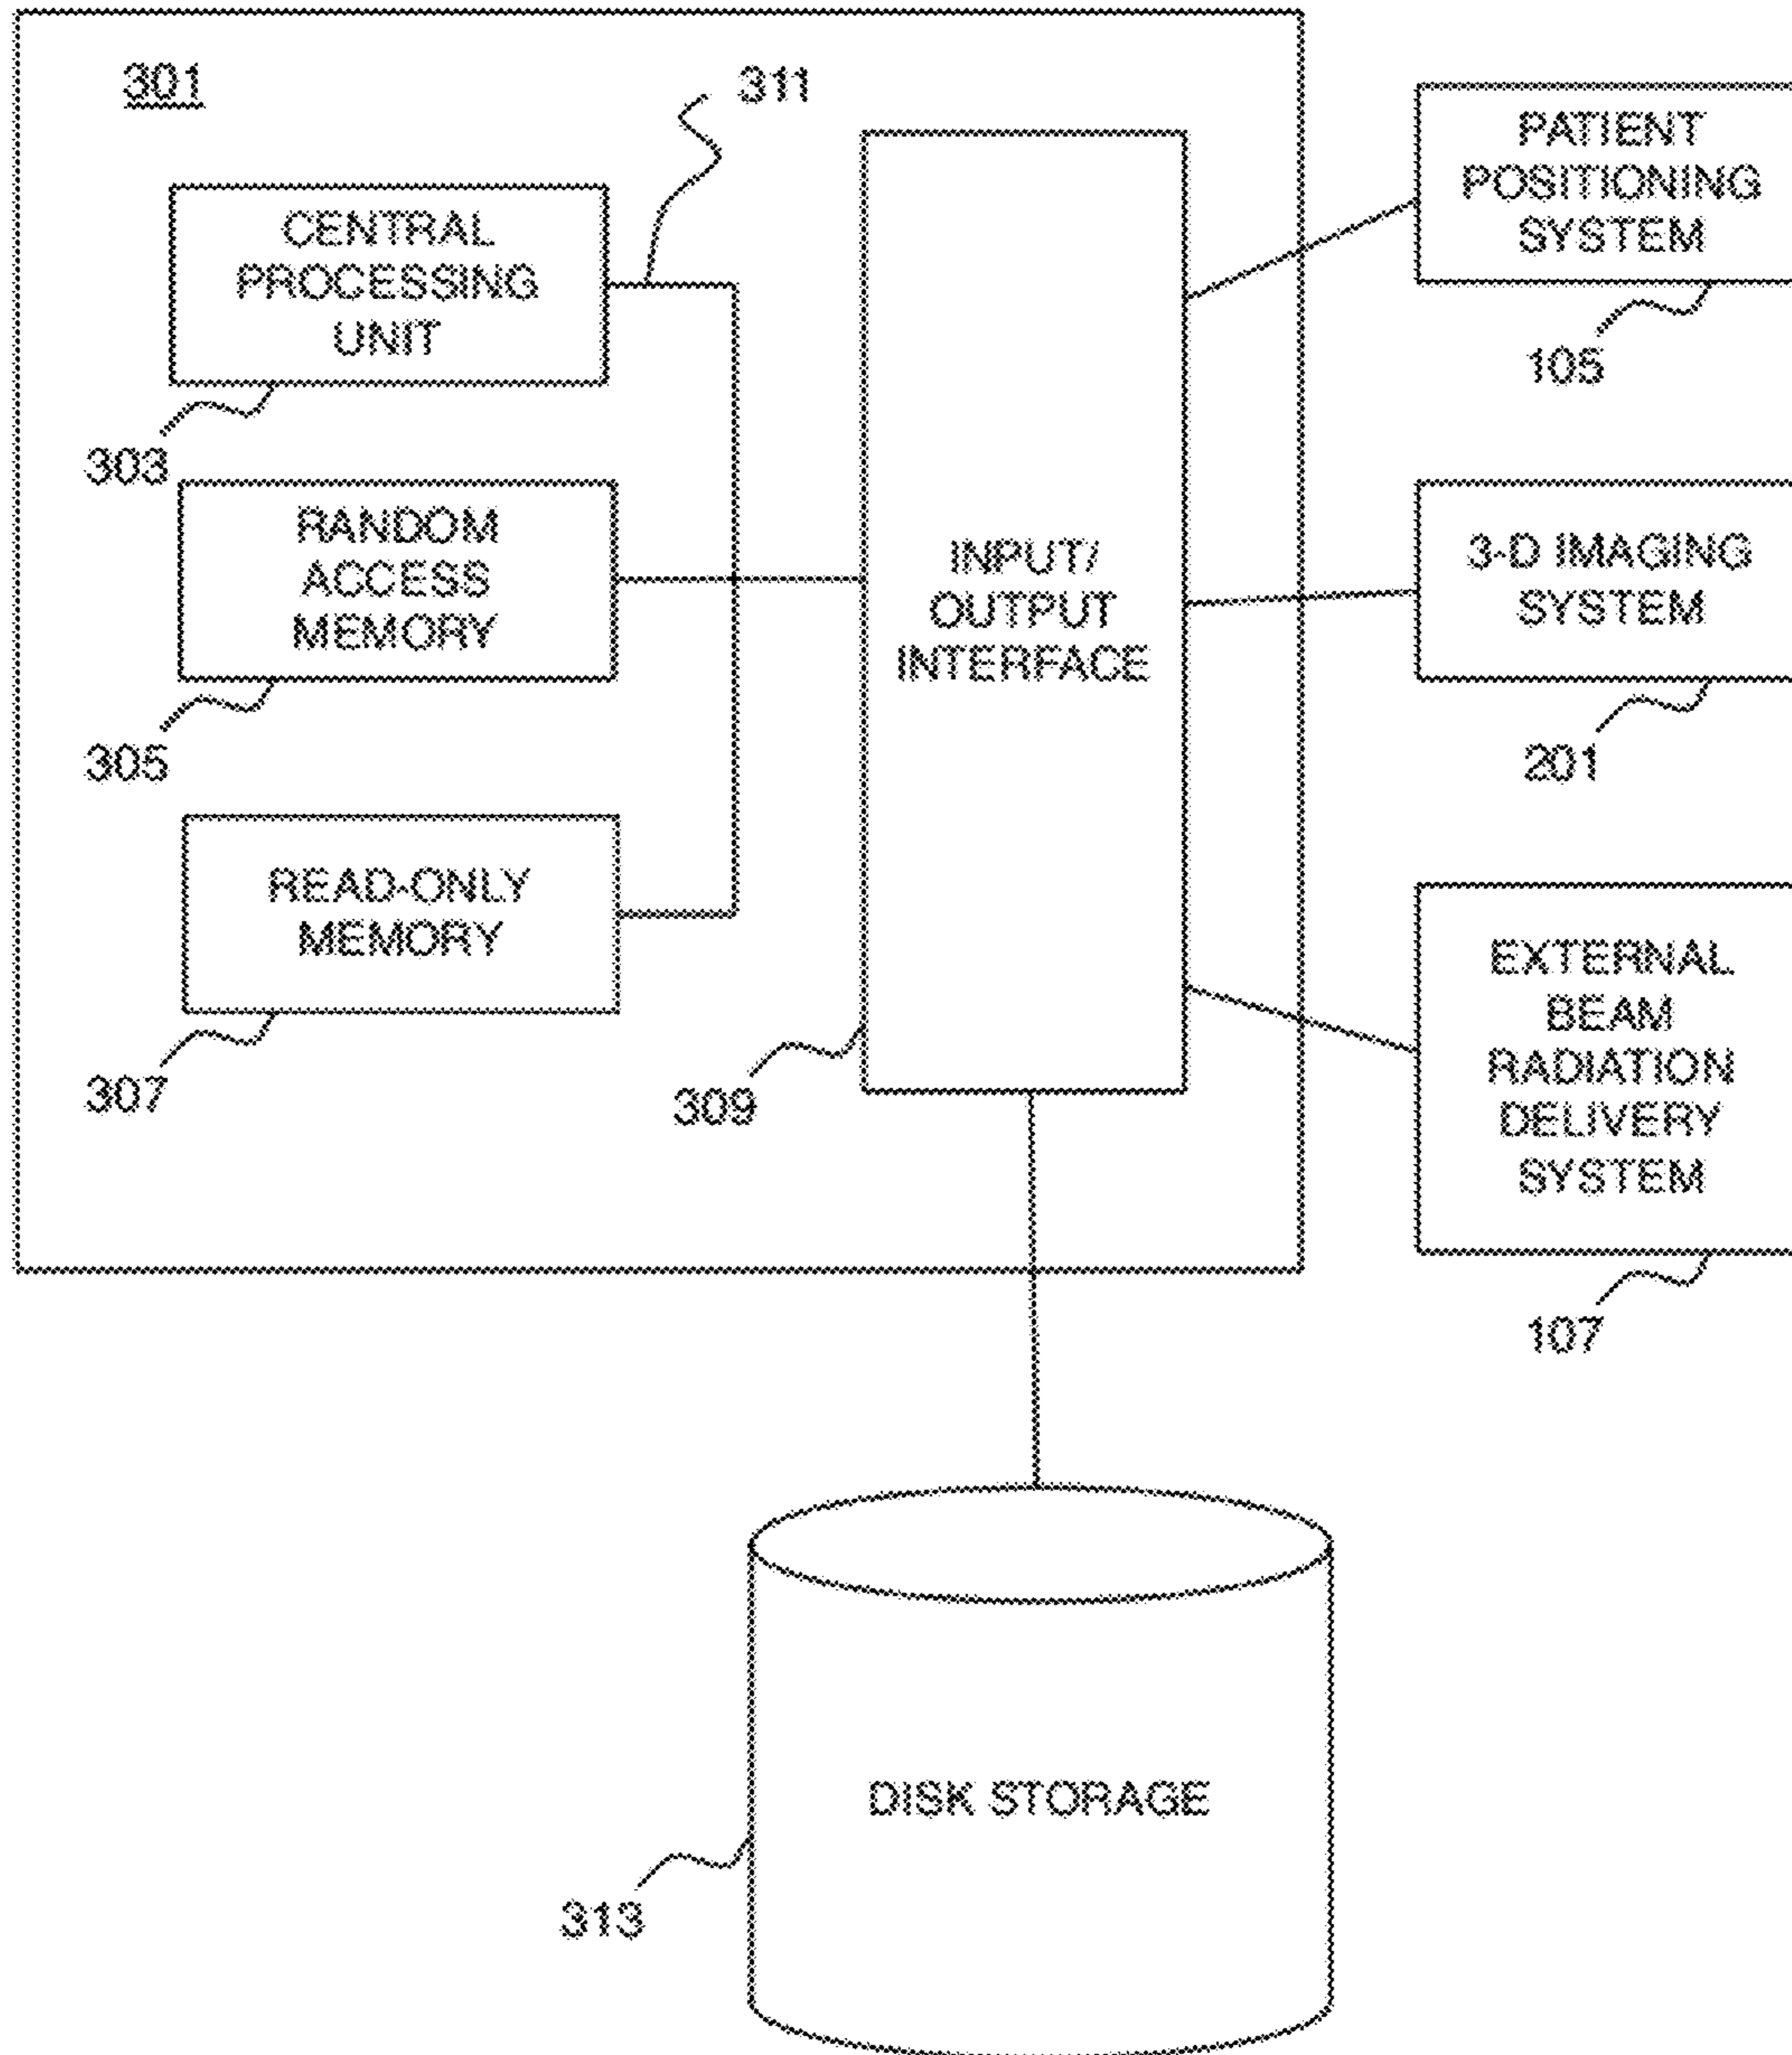 301
311
CENTRAL
PROCESSING
UNIT
303
RANDOM
ACCESS
MEMORY
305
READ-ONLY
MEMORY
307
INPUT/
OUTPUT
INTERFACE
309
PATIENT
POSITIONING
SYSTEM
105
3-D IMAGING
SYSTEM
201
EXTERNAL
BEAM
RADIATION
DELIVERY
SYSTEM
107
DISK STORAGE
313